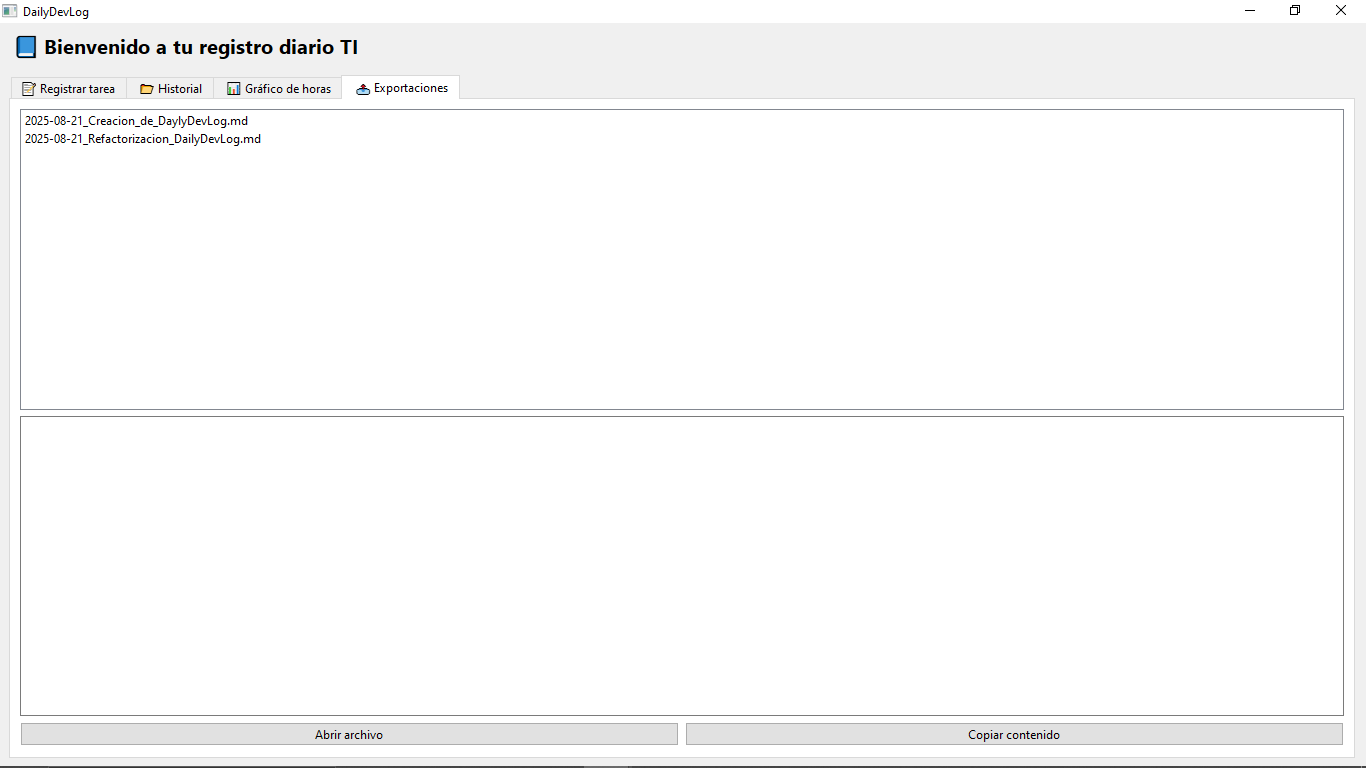 DailyDevLog
Bienvenido a tu registro diario TI
Registrar tarea Historial Gráfico de horas Exportaciones
2025-08-21_Creacion_de_DaylyDevLog.md
2025-08-21_Refactorizacion_DailyDevLog.md
Abrir archivo Copiar contenido